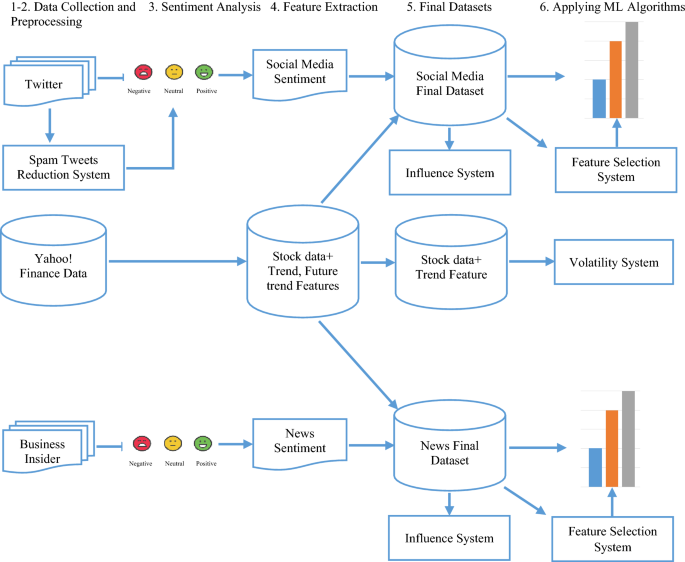 1-2. Data Collection and
Preprocessing
3. Sentiment Analysis
4. Feature Extraction
5. Final Datasets
6. Applying ML Algorithms
Twitter
Negative
Neutral
Positive
Social Media
Sentiment
Social Media
Final Dataset
Spam Tweets
Reduction System
Influence System
Feature Selection
System
Yahoo!
Finance Data
Stock data+
Trend, Future
trend Features
Stock data+
Trend Feature
Volatility System
Business
Insider
Negative
Neutral
Positive
News
Sentiment
News Final
Dataset
Influence System
Feature Selection
System